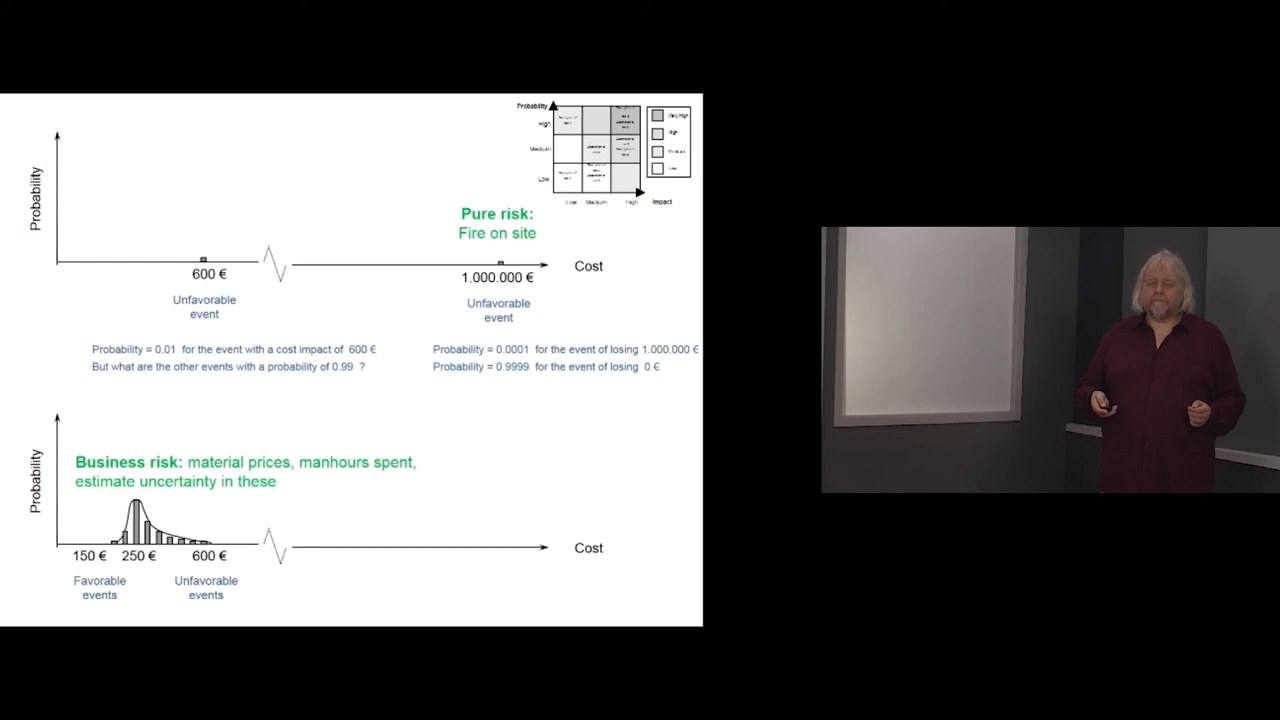 Probability
High
Medium
Low
Low Medium High Impact
Very high
High
Medium
Low
Probability
Pure risk:
Fire on site
600 €
1.000.000 €
Cost
Unfavorable
event
Unfavorable
event
Probability = 0.01 for the event with a cost impact of 600 €
But what are the other events with a probability of 0.99 ?
Probability = 0.0001 for the event of losing 1.000.000 €
Probability = 0.9999 for the event of losing 0 €
Probability
Business risk: material prices, manhours spent,
estimate uncertainty in these
150 € 250 € 600 €
Cost
Favorable
events
Unfavorable
events